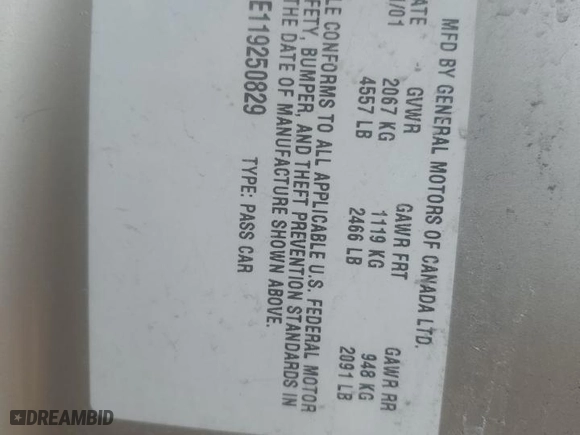 MFD BY GENERAL MOTORS OF CANADA LTD.
ATE GVWR GAWR FRT GAWR RR
/01 2067 KG 1119 KG 948 KG
4557 LB 2466 LB 2091 LB
LE CONFORMS TO ALL APPLICABLE U.S. FEDERAL MOTOR
FETY, BUMPER, AND THEFT PREVENTION STANDARDS IN
THE DATE OF MANUFACTURE SHOWN ABOVE.
E119250829 TYPE: PASS CAR
DREAMBID